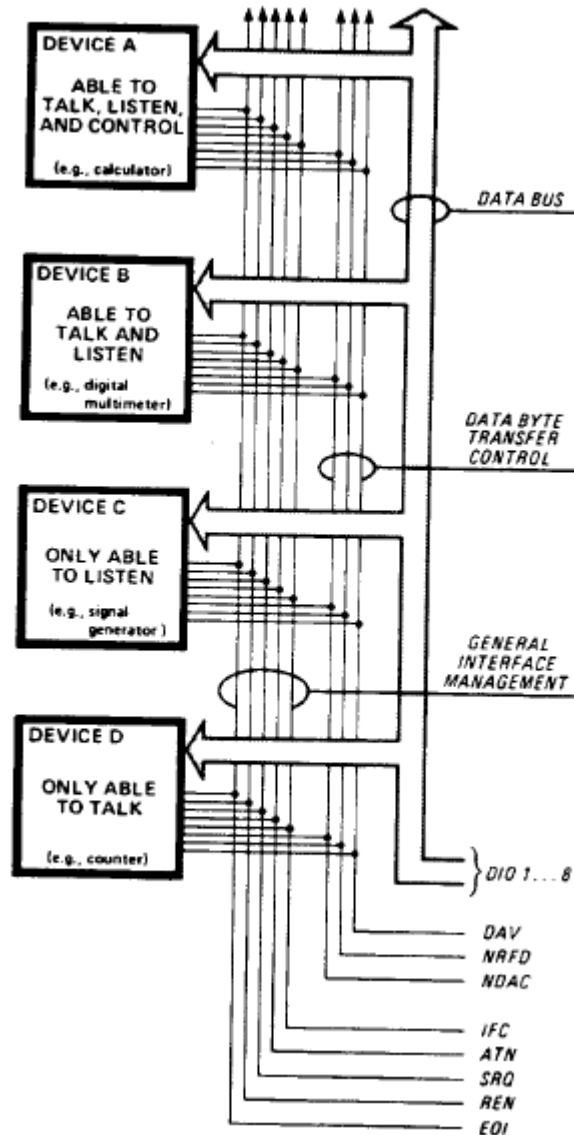 DEVICE A
ABLE TO
TALK, LISTEN,
AND CONTROL
(e.g., calculator)
DATA BUS
DEVICE B
ABLE TO
TALK AND
LISTEN
(e.g., digital
multimeter)
DATA BYTE
TRANSFER
CONTROL
DEVICE C
ONLY ABLE
TO LISTEN
(e.g., signal
generator)
GENERAL
INTERFACE
MANAGEMENT
DEVICE D
ONLY ABLE
TO TALK
(e.g., counter)
DIO 1...8
DAV
NRFD
NDAC
IFC
ATN
SRQ
REN
EOI